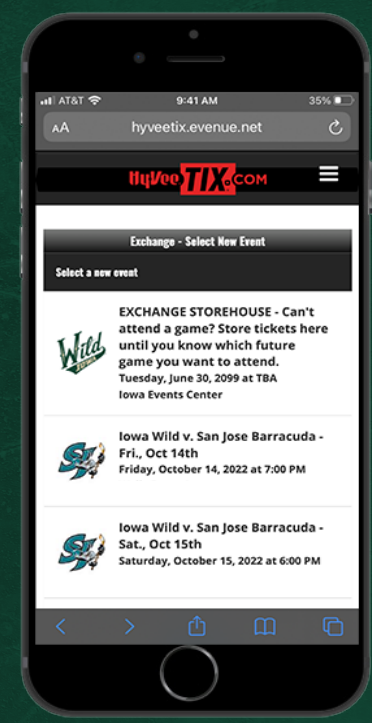 AT&T 9:41 AM 35%
AA hyveetix.evenue.net
HyVeeTIX.COM
Exchange - Select New Event
Select a new event
EXCHANGE STOREHOUSE - Can't
attend a game? Store tickets here
until you know which future
game you want to attend.
Tuesday, June 30, 2099 at TBA
Iowa Events Center
Wild
IOWA
Iowa Wild v. San Jose Barracuda -
Fri., Oct 14th
Friday, October 14, 2022 at 7:00 PM
SJ
Iowa Wild v. San Jose Barracuda -
Sat., Oct 15th
Saturday, October 15, 2022 at 6:00 PM
SJ